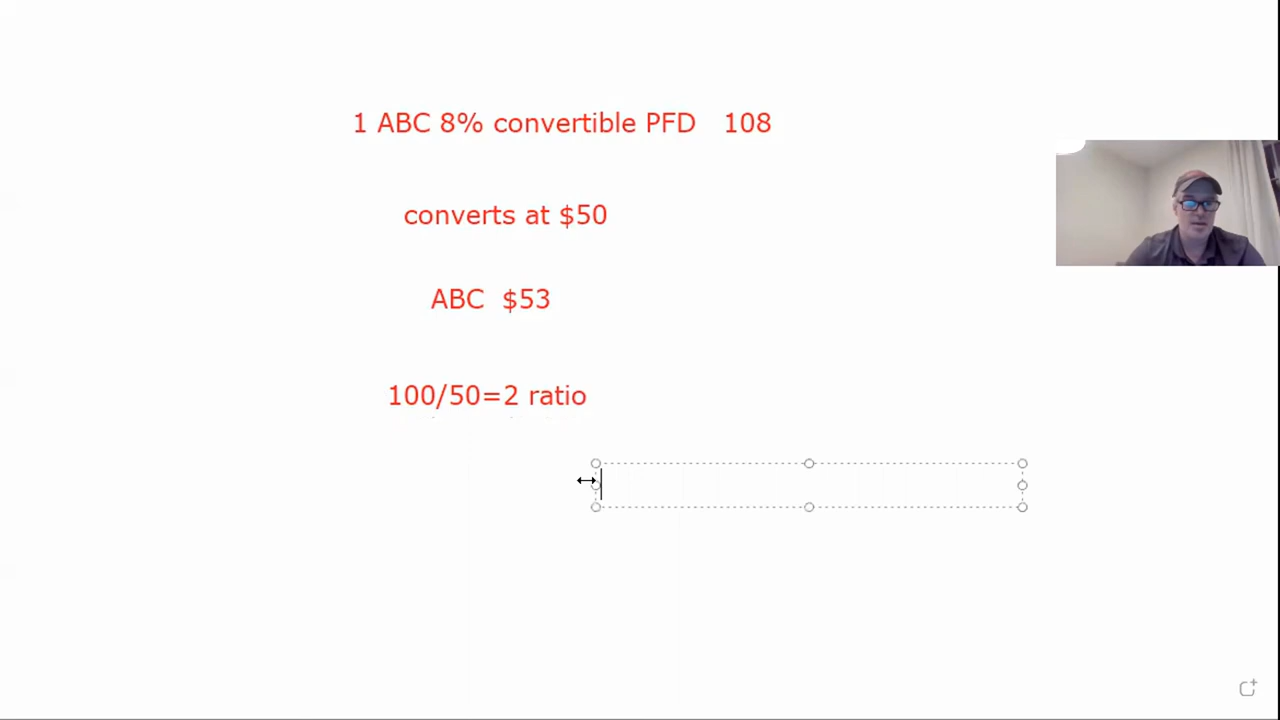 1 ABC 8% convertible PFD 108
converts at $50
ABC $53
100/50=2 ratio